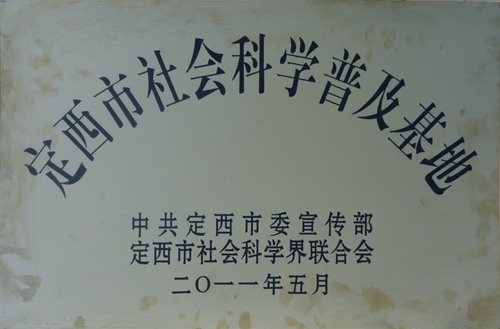 定西市社会科学普及基地
中共定西市委宣传部
定西市社会科学界联合会
二〇一一年五月